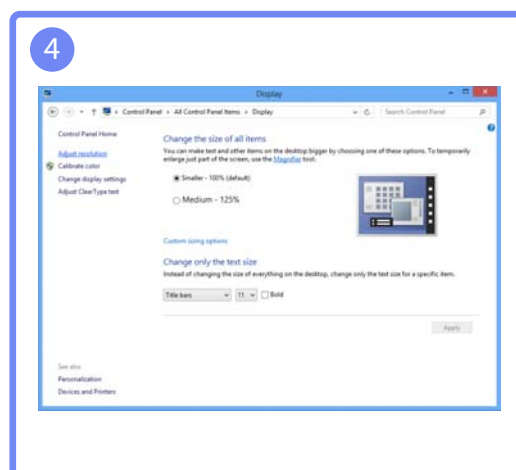 4
Display
Control Panel › All Control Panel Items › Display
Search Control Panel
Control Panel Home
Adjust resolution
Calibrate color
Change display settings
Adjust ClearType text
Change the size of all items
You can make text and other items on the desktop bigger by choosing one of these options. To temporarily
enlarge just part of the screen, use the Magnifier tool.
Smaller - 100% (default)
Medium - 125%
Custom sizing options
Change only the text size
Instead of changing the size of everything on the desktop, change only the text size for a specific item.
Title bars 11 Bold
Apply
See also
Personalization
Devices and Printers